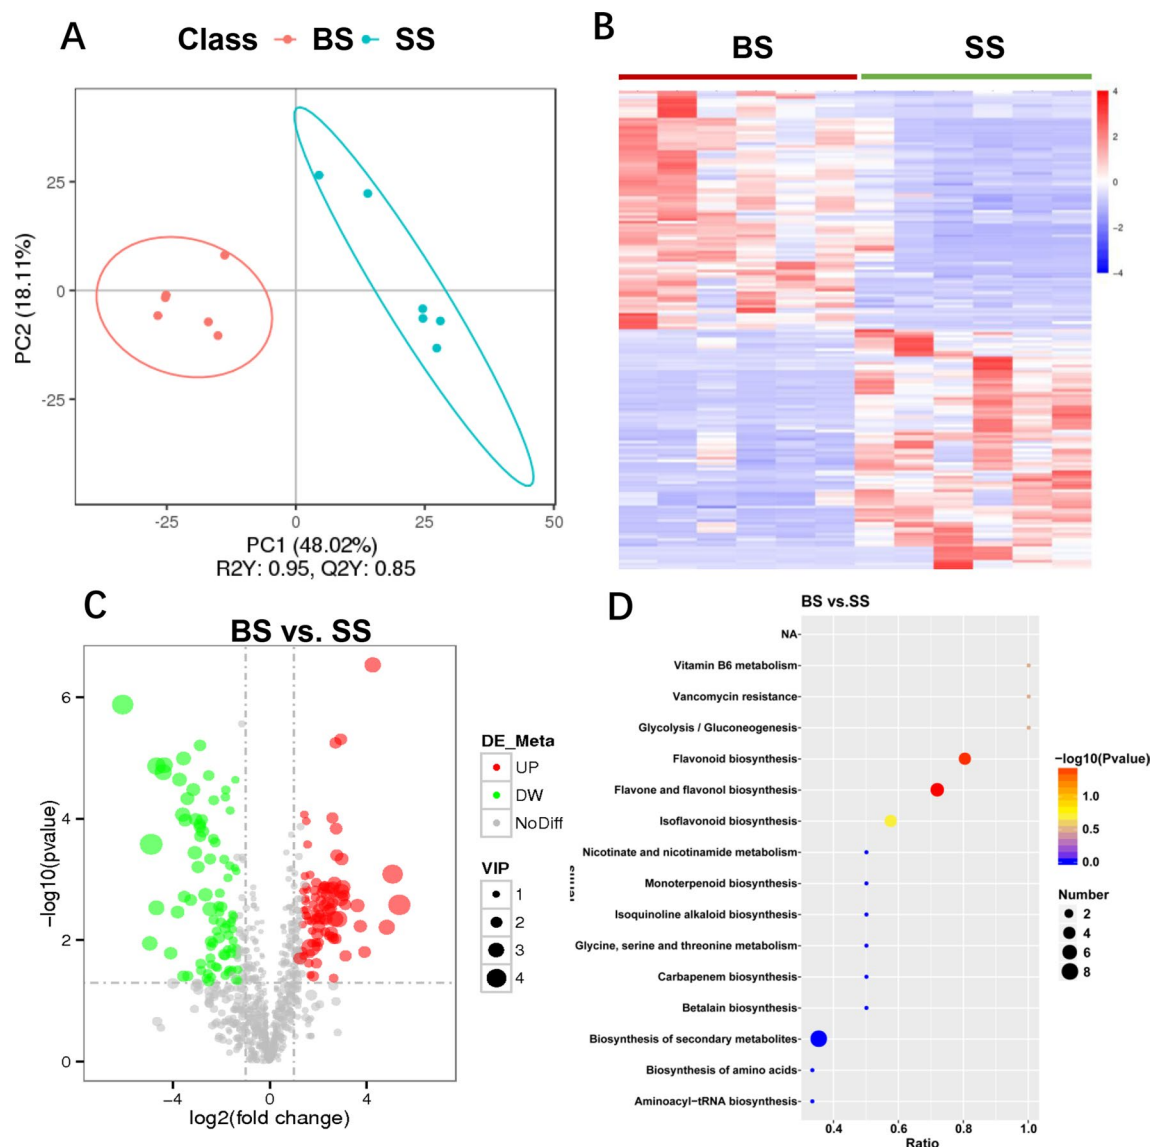 A
Class BS SS
PC2 (18.11%)
25
0
-25
-25
0
25
50
PC1 (48.02%)
R2Y: 0.95, Q2Y: 0.85
B
BS SS
4
2
0
−2
−4
C
BS vs. SS
−log10(pvalue)
6
4
2
0
−4
0
4
log2(fold change)
DE_Meta
UP
DW
NoDiff
VIP
1
2
3
4
D
BS vs.SS
NA
Vitamin B6 metabolism
Vancomycin resistance
Glycolysis / Gluconeogenesis
Flavonoid biosynthesis
Flavone and flavonol biosynthesis
Isoflavonoid biosynthesis
Nicotinate and nicotinamide metabolism
Monoterpenoid biosynthesis
Isoquinoline alkaloid biosynthesis
Glycine, serine and threonine metabolism
Carbapenem biosynthesis
Betalain biosynthesis
Biosynthesis of secondary metabolites
Biosynthesis of amino acids
Aminoacyl−tRNA biosynthesis
0.4
0.6
0.8
1.0
Ratio
−log10(Pvalue)
1.0
0.5
0.0
Number
2
4
6
8